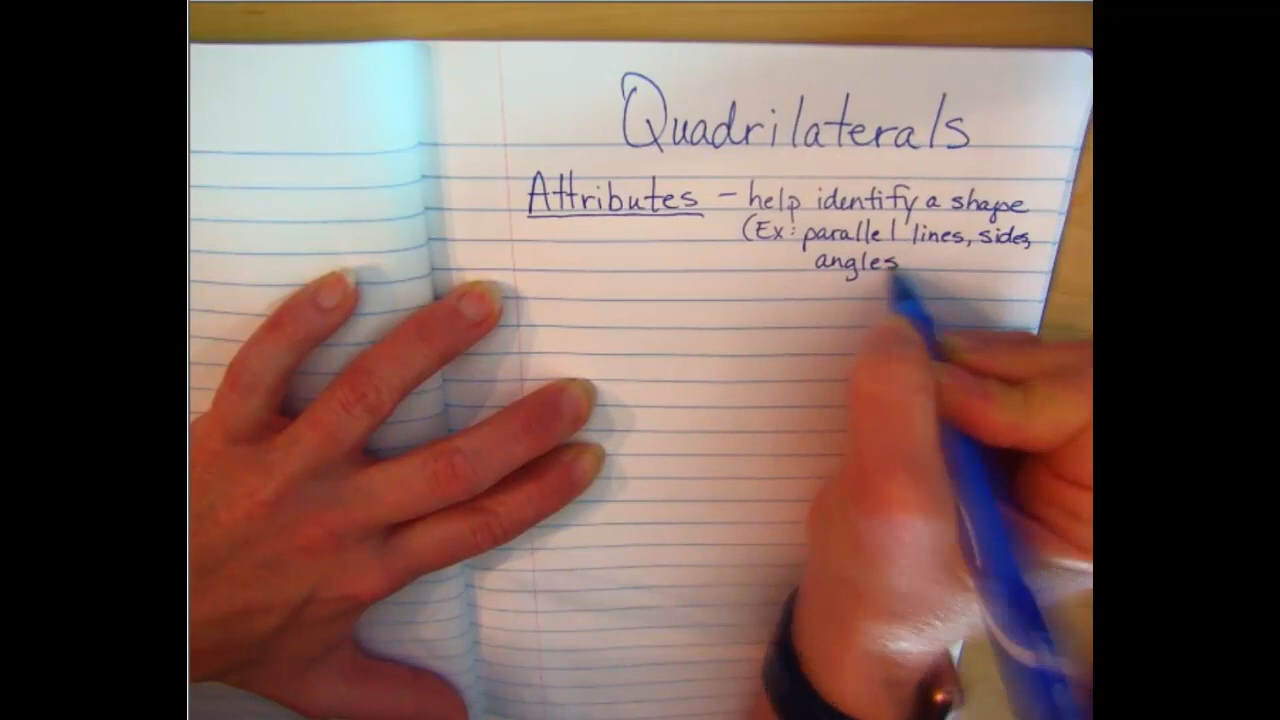 Quadrilaterals
Attributes - help identify a shape
(Ex: parallel lines, sides,
angles